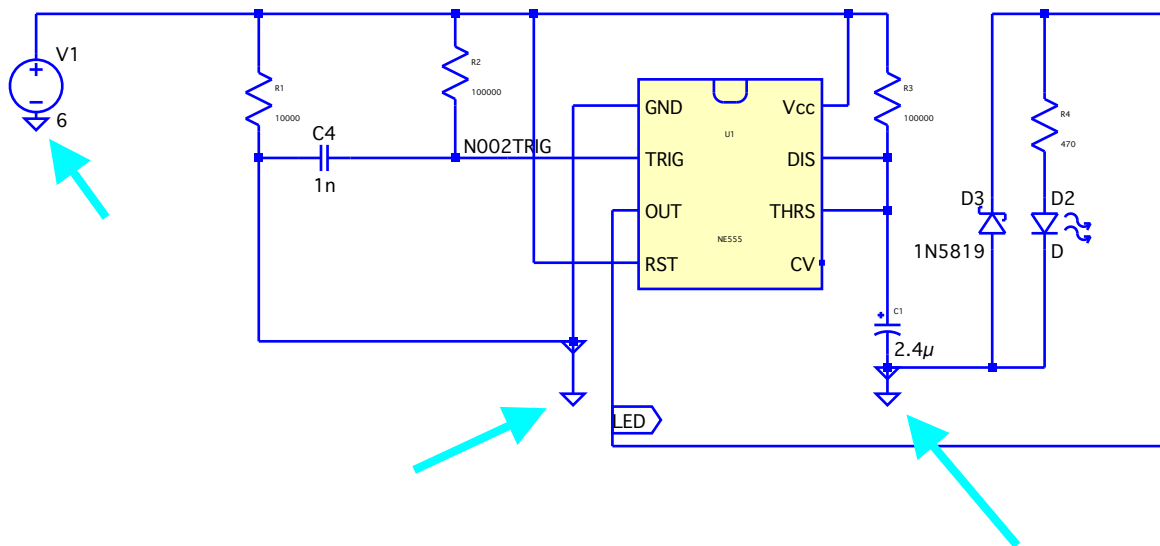 V1
6
R1
10000
C4
1n
R2
100000
N002TRIG
GND
TRIG
OUT
RST
U1
NE555
Vcc
DIS
THRS
CV
R3
100000
C1
2.4µ
D3
1N5819
R4
470
D2
D
LED